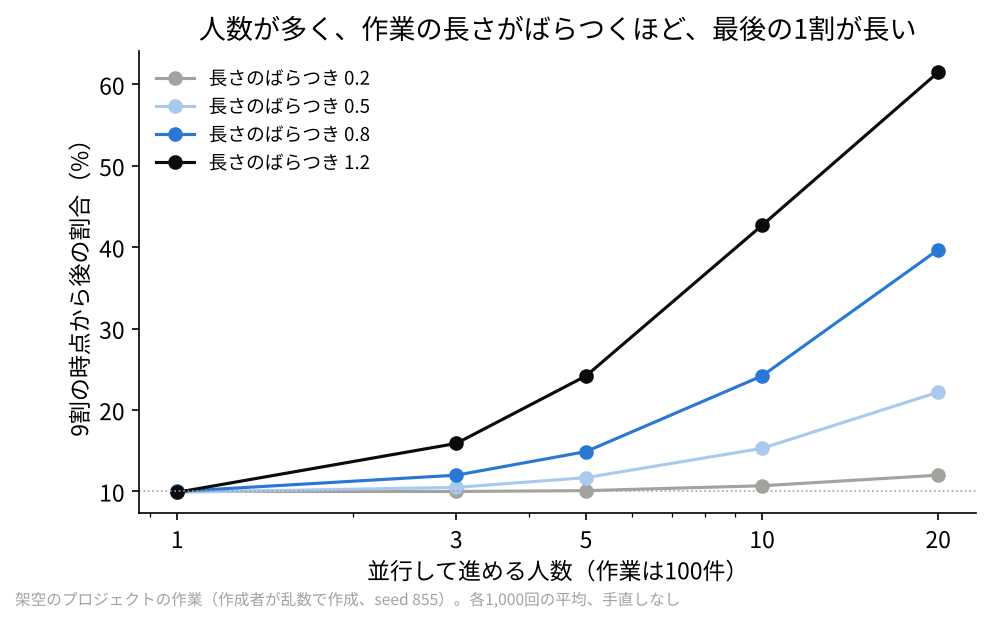 人数が多く、作業の長さがばらつくほど、最後の1割が長い
長さのばらつき 0.2
長さのばらつき 0.5
長さのばらつき 0.8
長さのばらつき 1.2
9割の時点から後の割合（%）
60
50
40
30
20
10
1
3
5
10
20
並行して進める人数（作業は100件）
架空のプロジェクトの作業（作成者が乱数で作成、seed 855）。各1,000回の平均、手直しなし